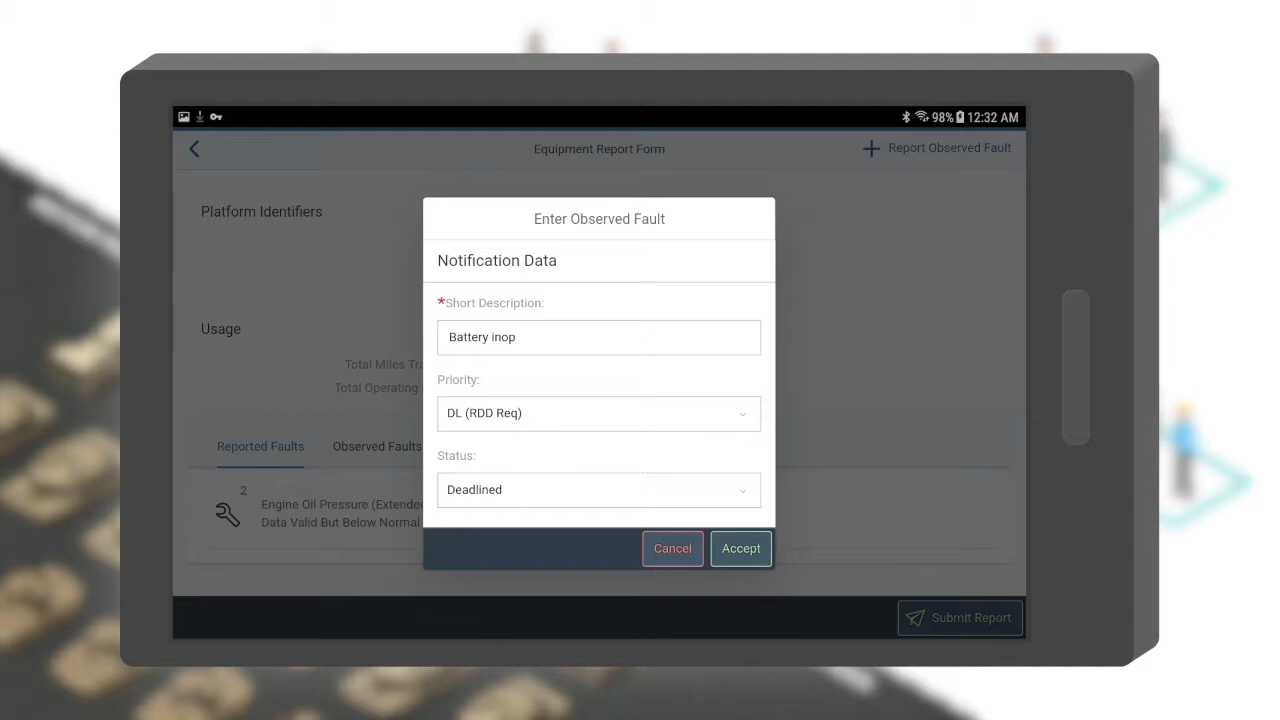 98% 12:32 AM
Equipment Report Form
Report Observed Fault
Platform Identifiers
Enter Observed Fault
Notification Data
*Short Description:
Battery inop
Priority:
DL (RDD Req)
Status:
Deadlined
Cancel
Accept
Usage
Total Miles Tra
Total Operating
Reported Faults
Observed Faults
2
Engine Oil Pressure (Extended
Data Valid But Below Normal
Submit Report